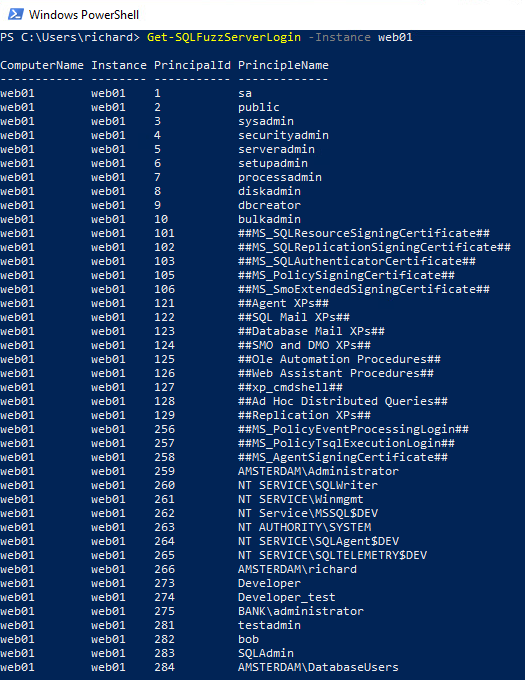 Windows PowerShell
PS C:\Users\richard> Get-SQLFuzzServerLogin -Instance web01
ComputerName Instance PrincipalId PrincipleName
------------ -------- ----------- -------------
web01 web01 1 sa
web01 web01 2 public
web01 web01 3 sysadmin
web01 web01 4 securityadmin
web01 web01 5 serveradmin
web01 web01 6 setupadmin
web01 web01 7 processadmin
web01 web01 8 diskadmin
web01 web01 9 dbcreator
web01 web01 10 bulkadmin
web01 web01 101 ##MS_SQLResourceSigningCertificate##
web01 web01 102 ##MS_SQLReplicationSigningCertificate##
web01 web01 103 ##MS_SQLAuthenticatorCertificate##
web01 web01 105 ##MS_PolicySigningCertificate##
web01 web01 106 ##MS_SmoExtendedSigningCertificate##
web01 web01 121 ##Agent XPs##
web01 web01 122 ##SQL Mail XPs##
web01 web01 123 ##Database Mail XPs##
web01 web01 124 ##SMO and DMO XPs##
web01 web01 125 ##Ole Automation Procedures##
web01 web01 126 ##Web Assistant Procedures##
web01 web01 127 ##xp_cmdshell##
web01 web01 128 ##Ad Hoc Distributed Queries##
web01 web01 129 ##Replication XPs##
web01 web01 256 ##MS_PolicyEventProcessingLogin##
web01 web01 257 ##MS_PolicyTsqlExecutionLogin##
web01 web01 258 ##MS_AgentSigningCertificate##
web01 web01 259 AMSTERDAM\Administrator
web01 web01 260 NT SERVICE\SQLWriter
web01 web01 261 NT SERVICE\Winmgmt
web01 web01 262 NT Service\MSSQL$DEV
web01 web01 263 NT AUTHORITY\SYSTEM
web01 web01 264 NT SERVICE\SQLAgent$DEV
web01 web01 265 NT SERVICE\SQLTELEMETRY$DEV
web01 web01 266 AMSTERDAM\richard
web01 web01 273 Developer
web01 web01 274 Developer_test
web01 web01 275 BANK\administrator
web01 web01 281 testadmin
web01 web01 282 bob
web01 web01 283 SQLAdmin
web01 web01 284 AMSTERDAM\DatabaseUsers